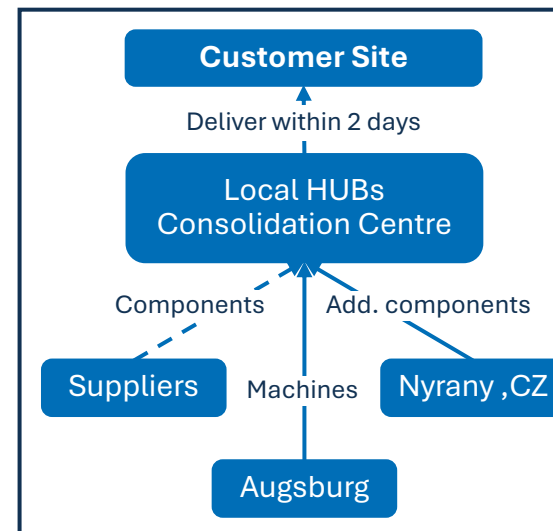 Customer Site
Deliver within 2 days
Local HUBs
Consolidation Centre
Components
Add. components
Suppliers
Machines
Nyrany ,CZ
Augsburg